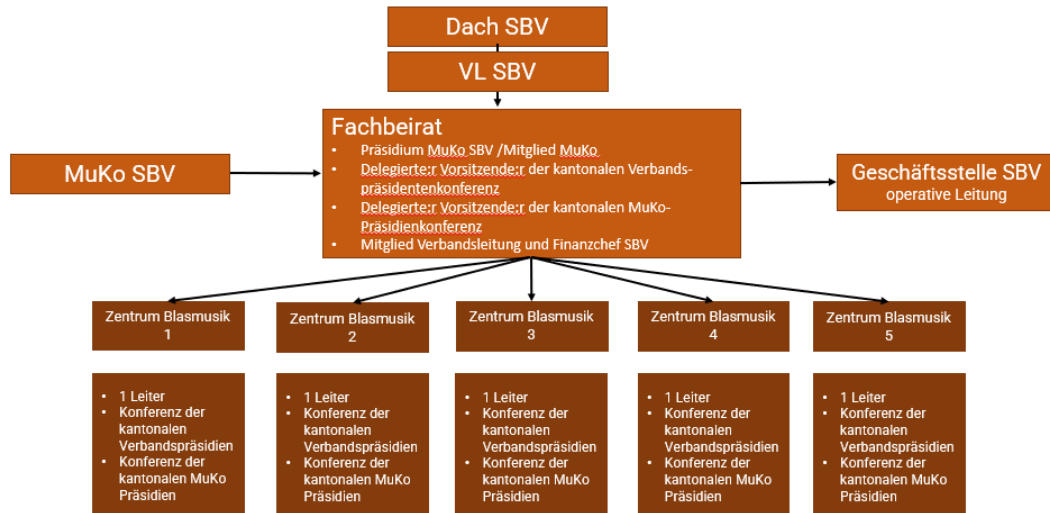 Dach SBV
VL SBV
Fachbeirat
• Präsidium MuKo SBV /Mitglied MuKo
• Delegierte:r Vorsitzende:r der kantonalen Verbands-
präsidentenkonferenz
• Delegierte:r Vorsitzende:r der kantonalen MuKo-
Präsidienkonferenz
• Mitglied Verbandsleitung und Finanzchef SBV
MuKo SBV
Geschäftsstelle SBV
operative Leitung
Zentrum Blasmusik
1
Zentrum Blasmusik
2
Zentrum Blasmusik
3
Zentrum Blasmusik
4
Zentrum Blasmusik
5
• 1 Leiter
• Konferenz der
kantonalen
Verbandspräsidien
• Konferenz der
kantonalen MuKo
Präsidien
• 1 Leiter
• Konferenz der
kantonalen
Verbandspräsidien
• Konferenz der
kantonalen MuKo
Präsidien
• 1 Leiter
• Konferenz der
kantonalen
Verbandspräsidien
• Konferenz der
kantonalen MuKo
Präsidien
• 1 Leiter
• Konferenz der
kantonalen
Verbandspräsidien
• Konferenz der
kantonalen MuKo
Präsidien
• 1 Leiter
• Konferenz der
kantonalen
Verbandspräsidien
• Konferenz der
kantonalen MuKo
Präsidien